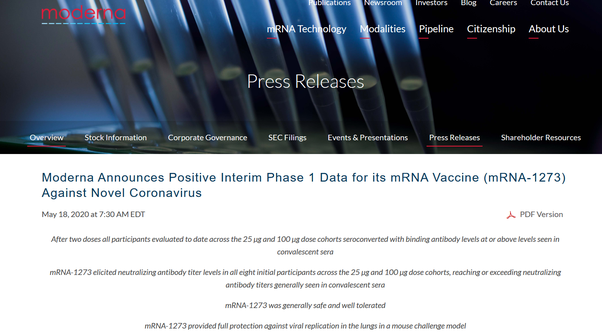 moderna
Publications Newsroom Investors Blog Careers Contact Us
mRNA Technology Modalities Pipeline Citizenship About Us
Press Releases
Overview Stock Information Corporate Governance SEC Filings Events & Presentations Press Releases Shareholder Resources
Moderna Announces Positive Interim Phase 1 Data for its mRNA Vaccine (mRNA-1273)
Against Novel Coronavirus
May 18, 2020 at 7:30 AM EDT PDF Version
After two doses all participants evaluated to date across the 25 µg and 100 µg dose cohorts seroconverted with binding antibody levels at or above levels seen in
convalescent sera
mRNA-1273 elicited neutralizing antibody titer levels in all eight initial participants across the 25 µg and 100 µg dose cohorts, reaching or exceeding neutralizing
antibody titers generally seen in convalescent sera
mRNA-1273 was generally safe and well tolerated
mRNA-1273 provided full protection against viral replication in the lungs in a mouse challenge model